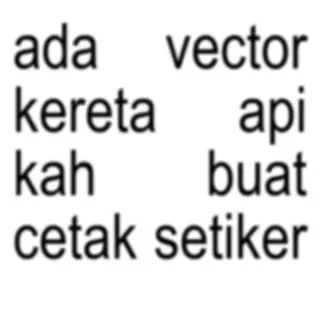 ada vector
kereta api
kah buat
cetak setiker